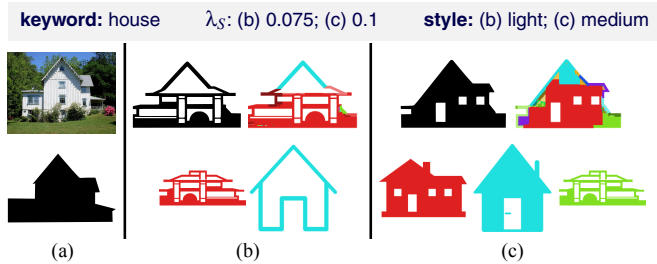 keyword: house λS: (b) 0.075; (c) 0.1 style: (b) light; (c) medium
(a) (b) (c)